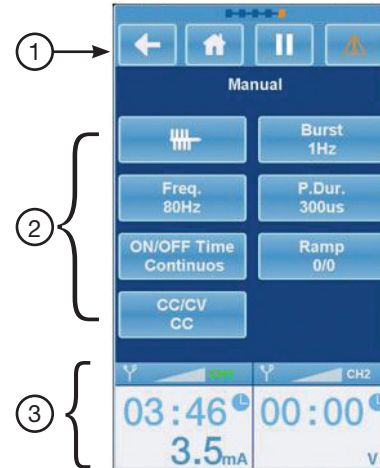 1
Manual
Burst
1Hz
Freq.
80Hz
P.Dur.
300us
ON/OFF Time
Continuos
Ramp
0/0
CC/CV
CC
2
CH1
CH2
3
03:46
00:00
3.5mA
V